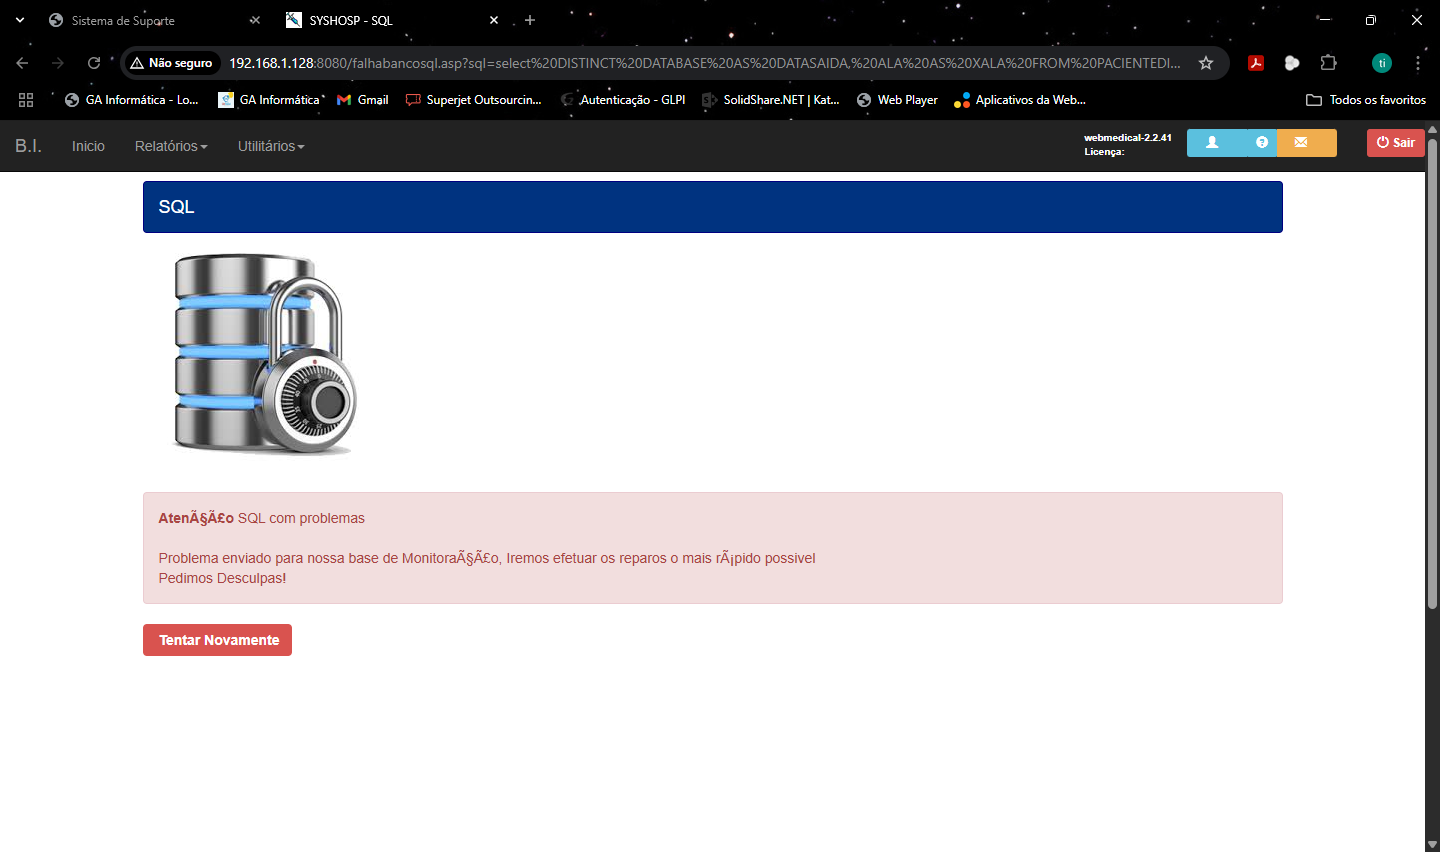 Sistema de Suporte
SYSHOSP - SQL
Não seguro
192.168.1.128:8080/falhabancosql.asp?sql=select%20DISTINCT%20DATABASE%20AS%20DATASAIDA,%20ALA%20AS%20XALA%20FROM%20PACIENTEDI...
ti
GA Informática - Lo...
GA Informática
Gmail
Superjet Outsourcin...
Autenticação - GLPI
SolidShare.NET | Kat...
Web Player
Aplicativos da Web...
Todos os favoritos
B.I.
Inicio
Relatórios
Utilitários
webmedical-2.2.41
Licença:
Sair
SQL
AtenÃ§Ã£o SQL com problemas
Problema enviado para nossa base de MonitoraÃ§Ã£o, Iremos efetuar os reparos o mais rÃ¡pido possivel
Pedimos Desculpas!
Tentar Novamente